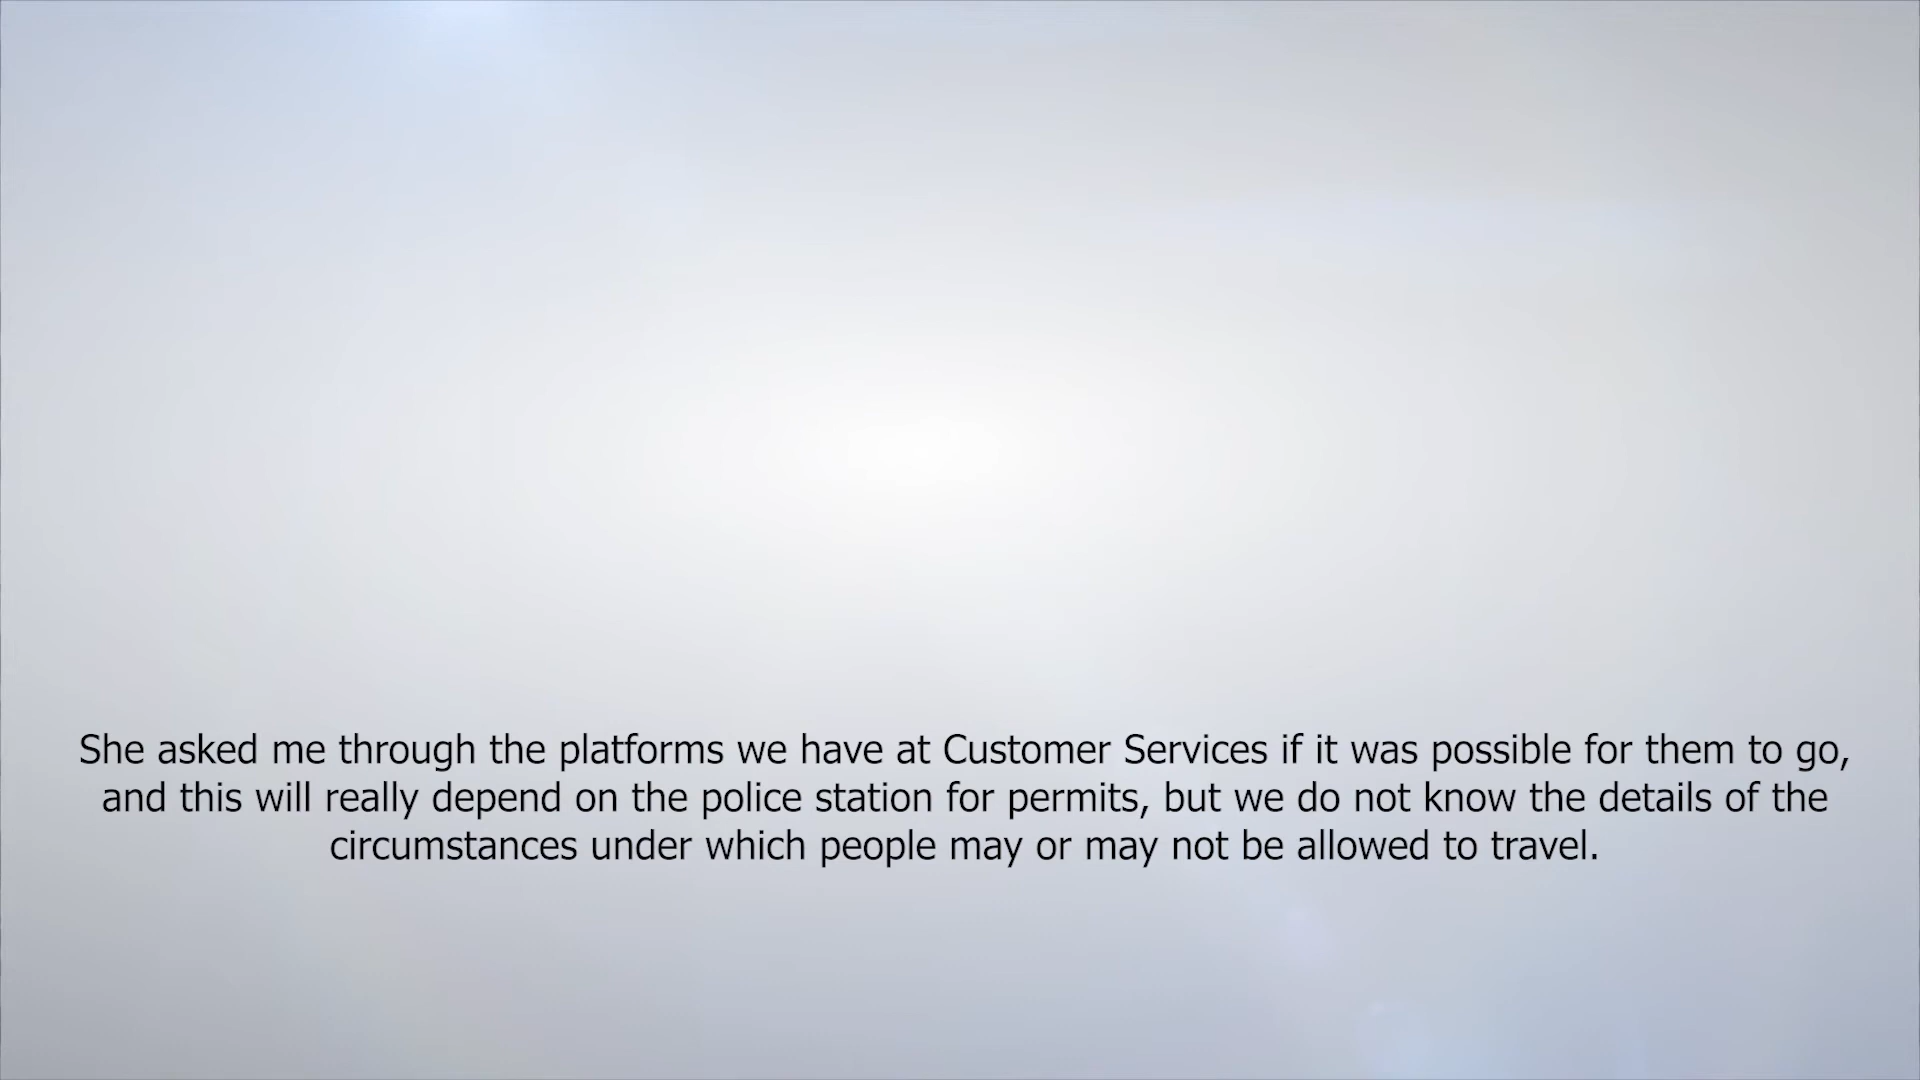 She asked me through the platforms we have at Customer Services if it was possible for them to go,
and this will really depend on the police station for permits, but we do not know the details of the
circumstances under which people may or may not be allowed to travel.